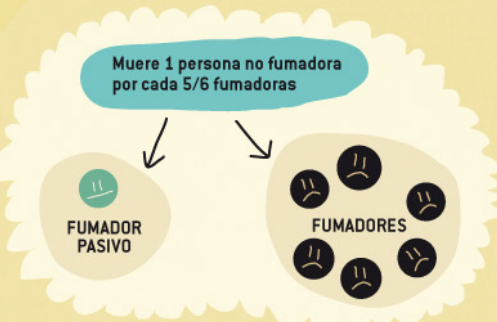 Muere 1 persona no fumadora
por cada 5/6 fumadoras
FUMADOR
PASIVO
FUMADORES